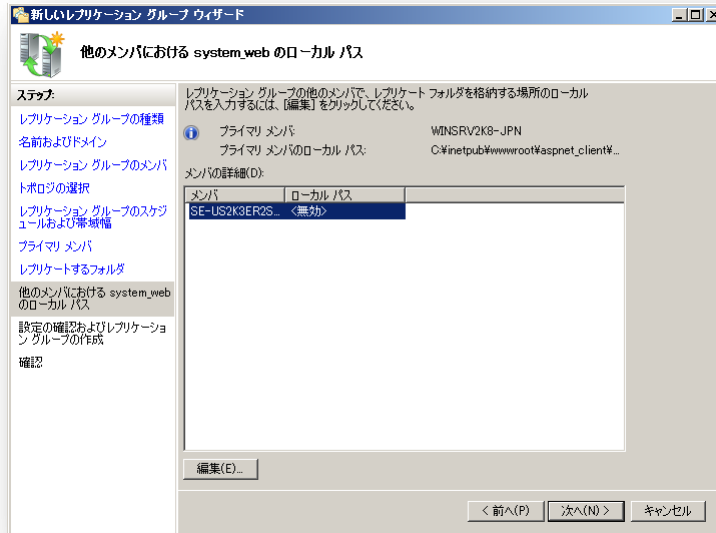 新しいレプリケーション グループ ウィザード
他のメンバにおける system_web のローカル パス
ステップ:
レプリケーション グループの種類
名前およびドメイン
レプリケーション グループのメンバ
トポロジの選択
レプリケーション グループのスケジ
ュールおよび帯域幅
プライマリ メンバ
レプリケートするフォルダ
他のメンバにおける system_web
のローカル パス
設定の確認およびレプリケーショ
ン グループの作成
確認
レプリケーション グループの他のメンバで、レプリケート フォルダを格納する場所のローカル
パスを入力するには、[編集] をクリックしてください。
プライマリ メンバ: WINSRV2K8-JPN
プライマリ メンバのローカル パス: C:¥inetpub¥wwwroot¥aspnet_client¥...
メンバの詳細(D):
メンバ ローカル パス
SE-US2K3ER2S... <無効>
編集(E)...
< 前へ(P) 次へ(N) > キャンセル